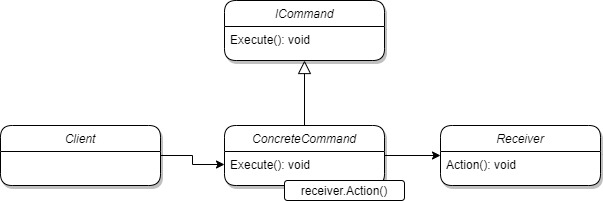 ICommand
Execute(): void
Client
ConcreteCommand
Execute(): void
receiver.Action()
Receiver
Action(): void